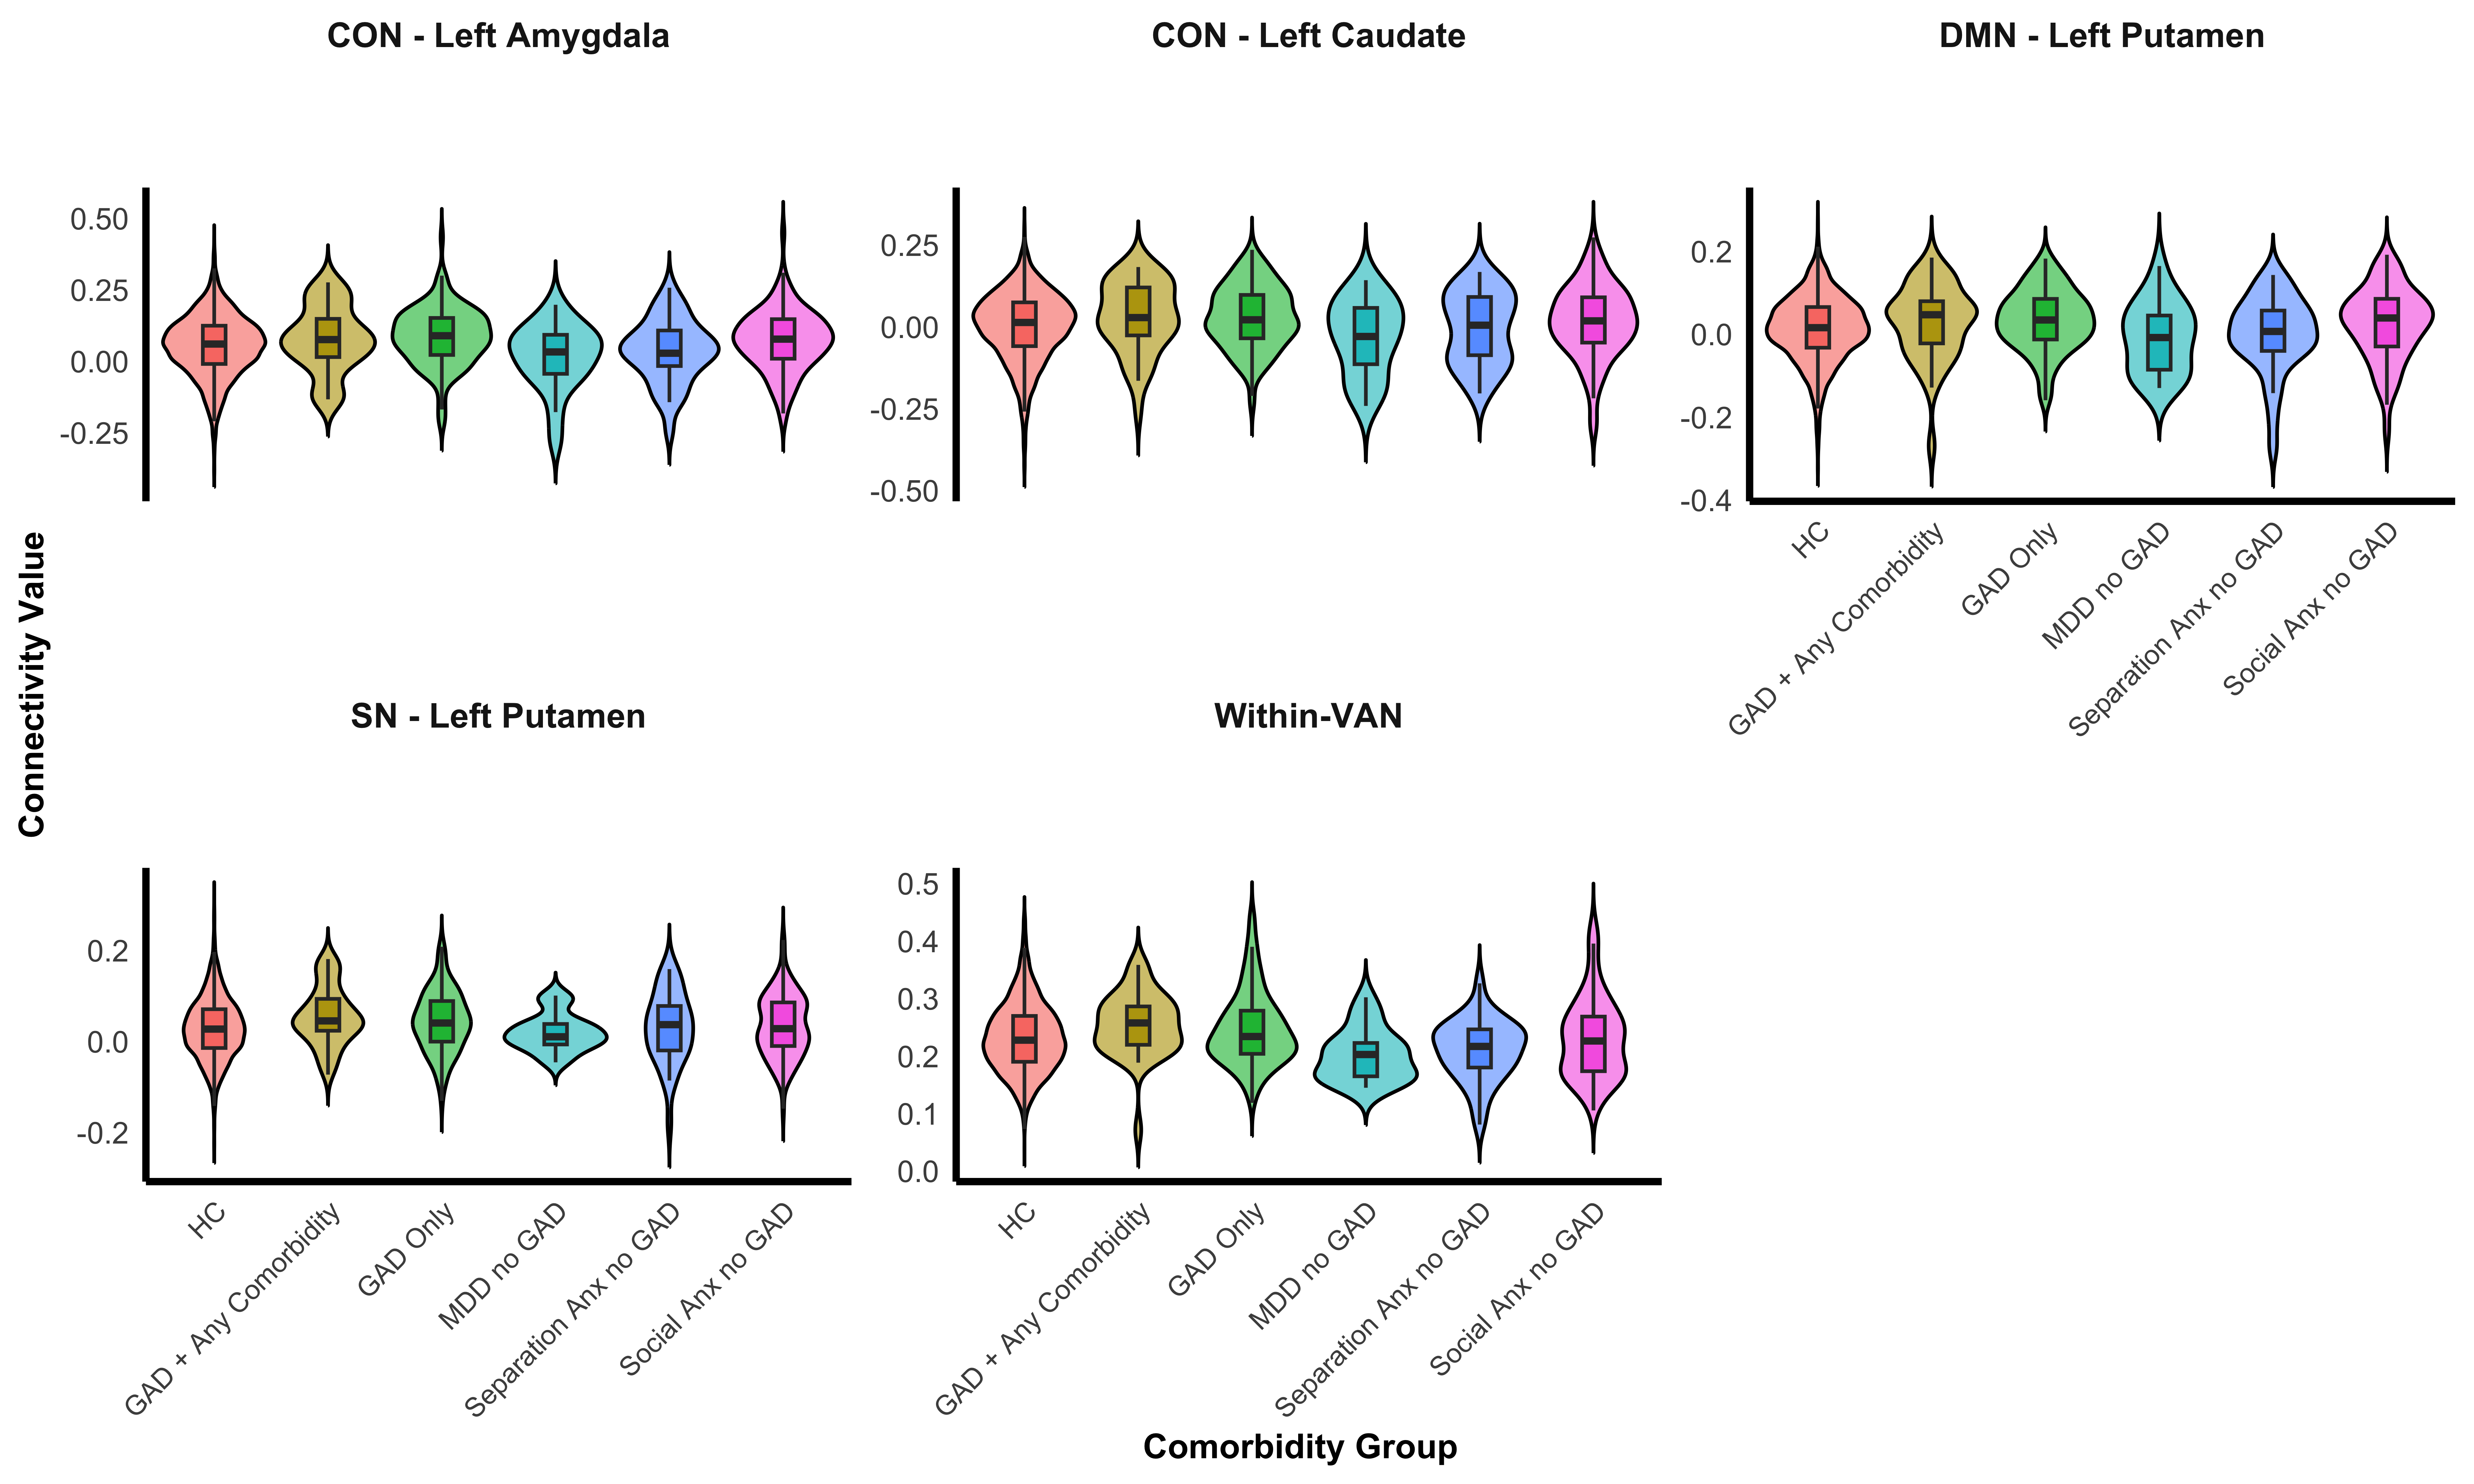 CON - Left Amygdala
CON - Left Caudate
DMN - Left Putamen
0.50
0.25
0.00
-0.25
0.25
0.00
-0.25
-0.50
0.2
0.0
-0.2
-0.4
HC
GAD + Any Comorbidity
GAD Only
MDD no GAD
Separation Anx no GAD
Social Anx no GAD
Connectivity Value
SN - Left Putamen
Within-VAN
0.2
0.0
-0.2
0.5
0.4
0.3
0.2
0.1
0.0
HC
GAD + Any Comorbidity
GAD Only
MDD no GAD
Separation Anx no GAD
Social Anx no GAD
HC
GAD + Any Comorbidity
GAD Only
MDD no GAD
Separation Anx no GAD
Social Anx no GAD
Comorbidity Group